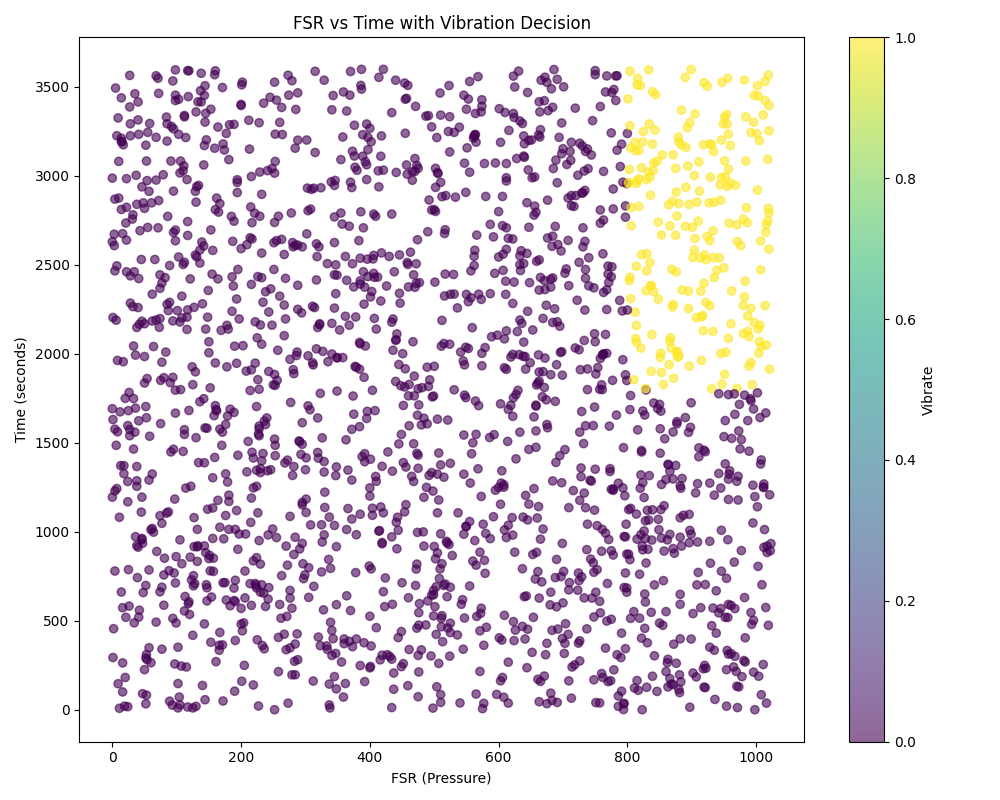 FSR vs Time with Vibration Decision
Time (seconds)
3500
3000
2500
2000
1500
1000
500
0
0 200 400 600 800 1000
FSR (Pressure)
1.0
0.8
0.6
0.4
0.2
0.0
Vibrate